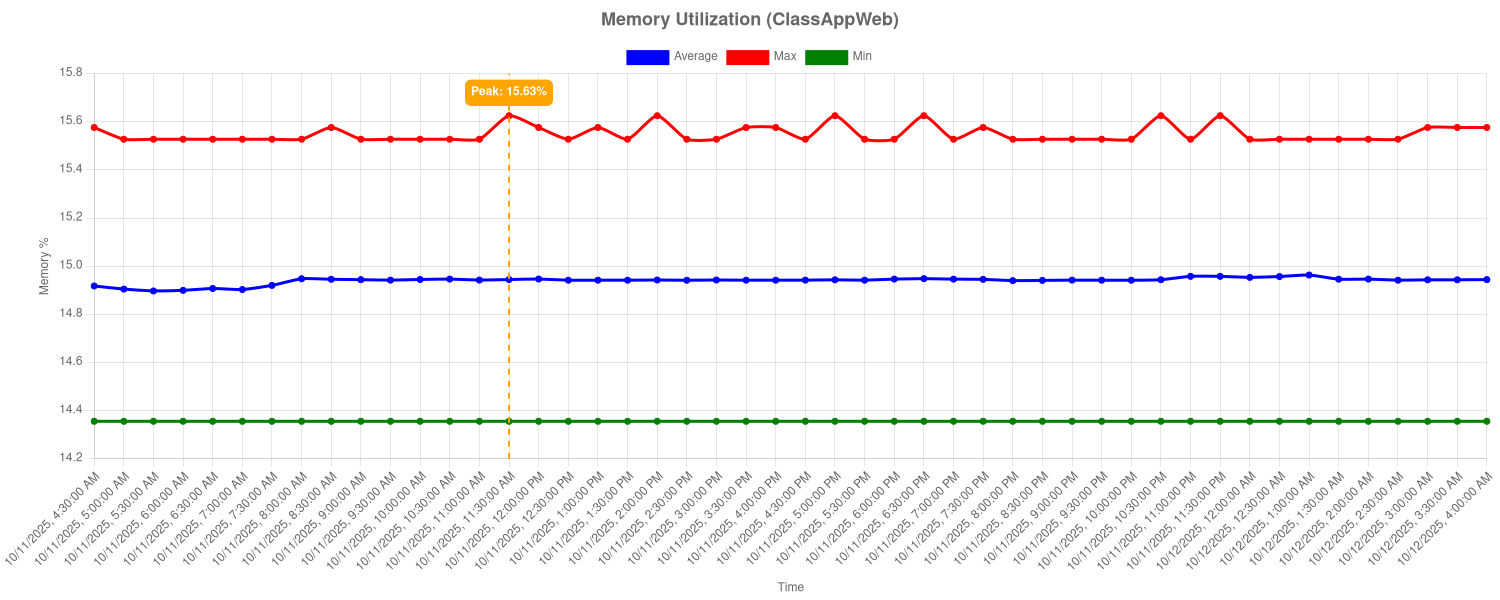 Memory Utilization (ClassAppWeb)
Average Max Min
Peak: 15.63%
Memory %
15.8
15.6
15.4
15.2
15.0
14.8
14.6
14.4
14.2
10/11/2025, 4:30:00 AM
10/11/2025, 5:00:00 AM
10/11/2025, 5:30:00 AM
10/11/2025, 6:00:00 AM
10/11/2025, 6:30:00 AM
10/11/2025, 7:00:00 AM
10/11/2025, 7:30:00 AM
10/11/2025, 8:00:00 AM
10/11/2025, 8:30:00 AM
10/11/2025, 9:00:00 AM
10/11/2025, 9:30:00 AM
10/11/2025, 10:00:00 AM
10/11/2025, 10:30:00 AM
10/11/2025, 11:00:00 AM
10/11/2025, 11:30:00 AM
10/11/2025, 12:00:00 PM
10/11/2025, 12:30:00 PM
10/11/2025, 1:00:00 PM
10/11/2025, 1:30:00 PM
10/11/2025, 2:00:00 PM
10/11/2025, 2:30:00 PM
10/11/2025, 3:00:00 PM
10/11/2025, 3:30:00 PM
10/11/2025, 4:00:00 PM
10/11/2025, 4:30:00 PM
10/11/2025, 5:00:00 PM
10/11/2025, 5:30:00 PM
10/11/2025, 6:00:00 PM
10/11/2025, 6:30:00 PM
10/11/2025, 7:00:00 PM
10/11/2025, 7:30:00 PM
10/11/2025, 8:00:00 PM
10/11/2025, 8:30:00 PM
10/11/2025, 9:00:00 PM
10/11/2025, 9:30:00 PM
10/11/2025, 10:00:00 PM
10/11/2025, 10:30:00 PM
10/11/2025, 11:00:00 PM
10/11/2025, 11:30:00 PM
10/12/2025, 12:00:00 AM
10/12/2025, 12:30:00 AM
10/12/2025, 1:00:00 AM
10/12/2025, 1:30:00 AM
10/12/2025, 2:00:00 AM
10/12/2025, 2:30:00 AM
10/12/2025, 3:00:00 AM
10/12/2025, 3:30:00 AM
10/12/2025, 4:00:00 AM
Time